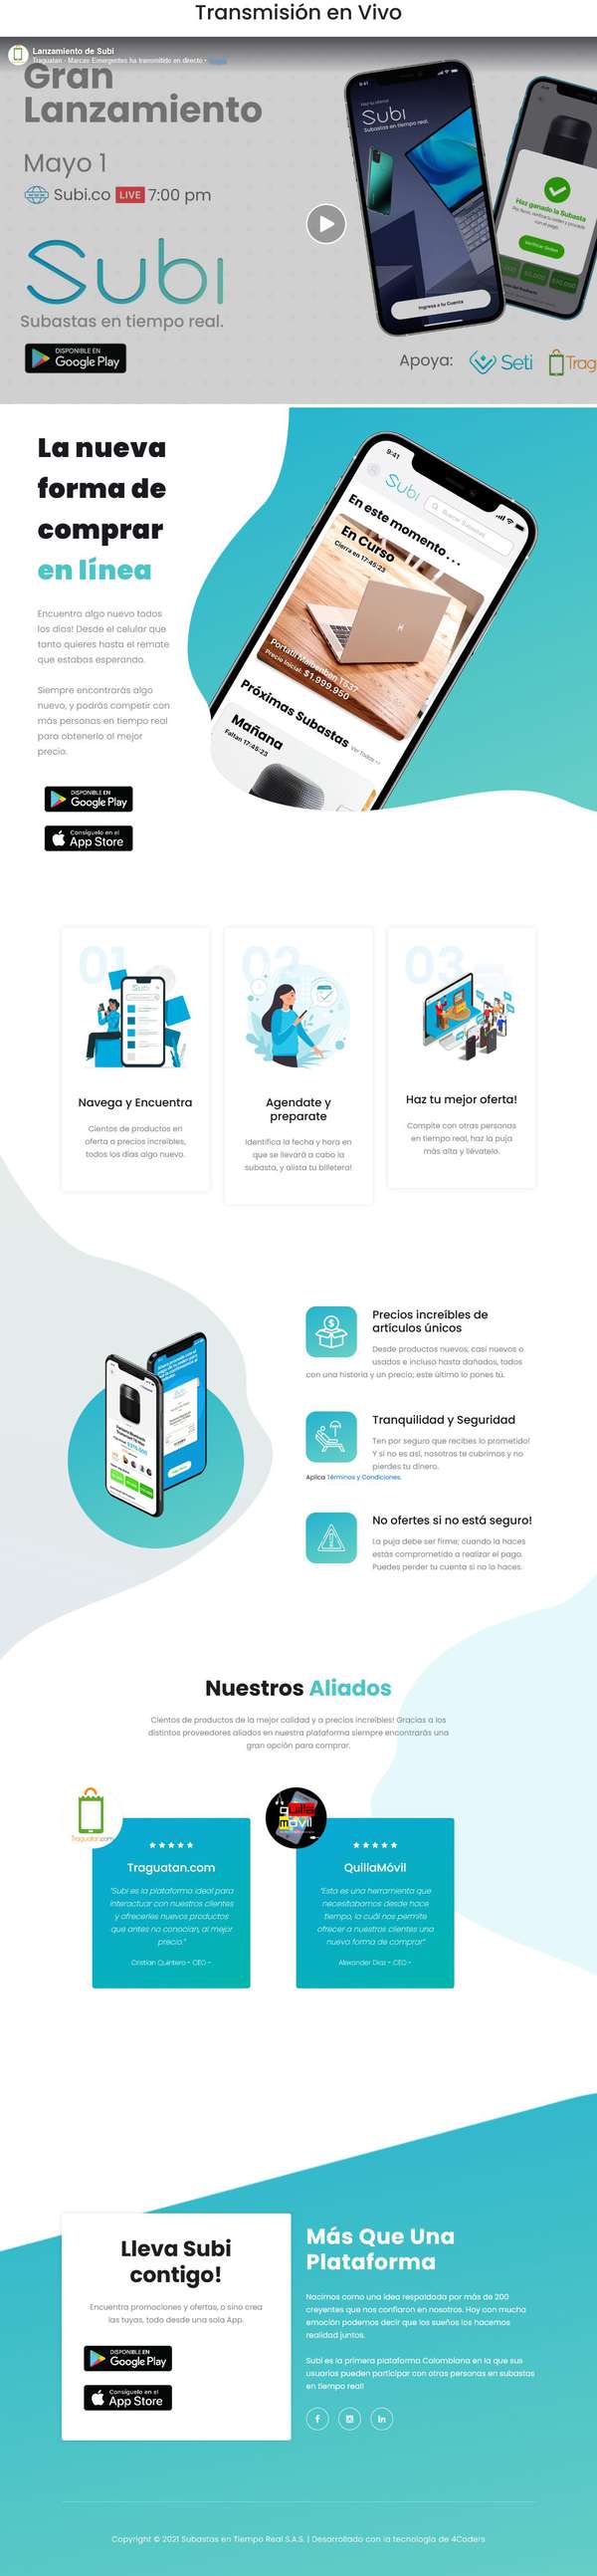 Transmisión en Vivo
Lanzamiento de Subi
Traguatan - Marcas Emergentes ha transmitido en directo •
Gran
Lanzamiento
Mayo 1
Subi.co LIVE 7:00 pm
Subi
Subastas en tiempo real.
DISPONIBLE EN
Google Play
Subi
Subastas en tiempo real.
Ingresa a tu Cuenta
Haz ganado la Subasta
Verificar Orden
Apoya: Seti Trag
La nueva
forma de
comprar
en línea
Encuentra algo nuevo todos
los días! Desde el celular que
tanto quieres hasta el remate
que estabas esperando.
Siempre encontrarás algo
nuevo, y podrás competir con
más personas en tiempo real
para obtenerlo al mejor
precio.
DISPONIBLE EN
Google Play
Consíguelo en el
App Store
9:41
Subi
Buscar Subastas
En este momento . . .
En Curso
Cierra en 17:45:23
Precio Inicial: $1.999.950
Próximas Subastas
Ver Todos >>
Mañana
Faltan 17:45:23
01
Subi
Navega y Encuentra
Cientos de productos en
oferta a precios increíbles,
todos los días algo nuevo.
02
Agendate y
preparate
Identifica la fecha y hora en
que se llevará a cabo la
subasta, y alista tu billetera!
03
Haz tu mejor oferta!
Compite con otras personas
en tiempo real, haz la puja
más alta y llévatelo.
Precios increíbles de
artículos únicos
Desde productos nuevos, casi nuevos o
usados e incluso hasta dañados, todos
con una historia y un precio; este último lo pones tú.
Tranquilidad y Seguridad
Ten por seguro que recibes lo prometido!
Y si no es así, nosotros te cubrimos y no
pierdes tu dinero.
Aplica Términos y Condiciones.
No ofertes si no está seguro!
La puja debe ser firme; cuando la haces
estás comprometido a realizar el pago.
Puedes perder tu cuenta si no lo haces.
Nuestros Aliados
Cientos de productos de la mejor calidad y a precios increíbles! Gracias a los
distintos proveedores aliados en nuestra plataforma siempre encontrarás una
gran opción para comprar.
Traguatan.com
Traguatan.com
"Subi es la plataforma ideal para
interactuar con nuestros clientes
y ofrecerles nuevos productos
que antes no conocían, al mejor
precio."
Cristian Quintero - CEO -
quilla
movil
QuillaMóvil
"Esta es una herramienta que
necesitabamos desde hace
tiempo, la cuál nos permite
ofrecer a nuestros clientes una
nueva forma de comprar"
Alexander Diaz - CEO -
Lleva Subi
contigo!
Encuentra promociones y ofertas, o sino crea
las tuyas, todo desde una sola App.
DISPONIBLE EN
Google Play
Consíguelo en el
App Store
Más Que Una
Plataforma
Nacimos como una idea respaldada por más de 200
creyentes que nos confiaron en nosotros. Hoy con mucha
emoción podemos decir que los sueños los hacemos
realidad juntos.
Subi es la primera plataforma Colombiana en la que sus
usuarios pueden participar con otras personas en subastas
en tiempo real!
Copyright © 2021 Subastas en Tiempo Real S.A.S. | Desarrollado con la tecnología de 4Coders